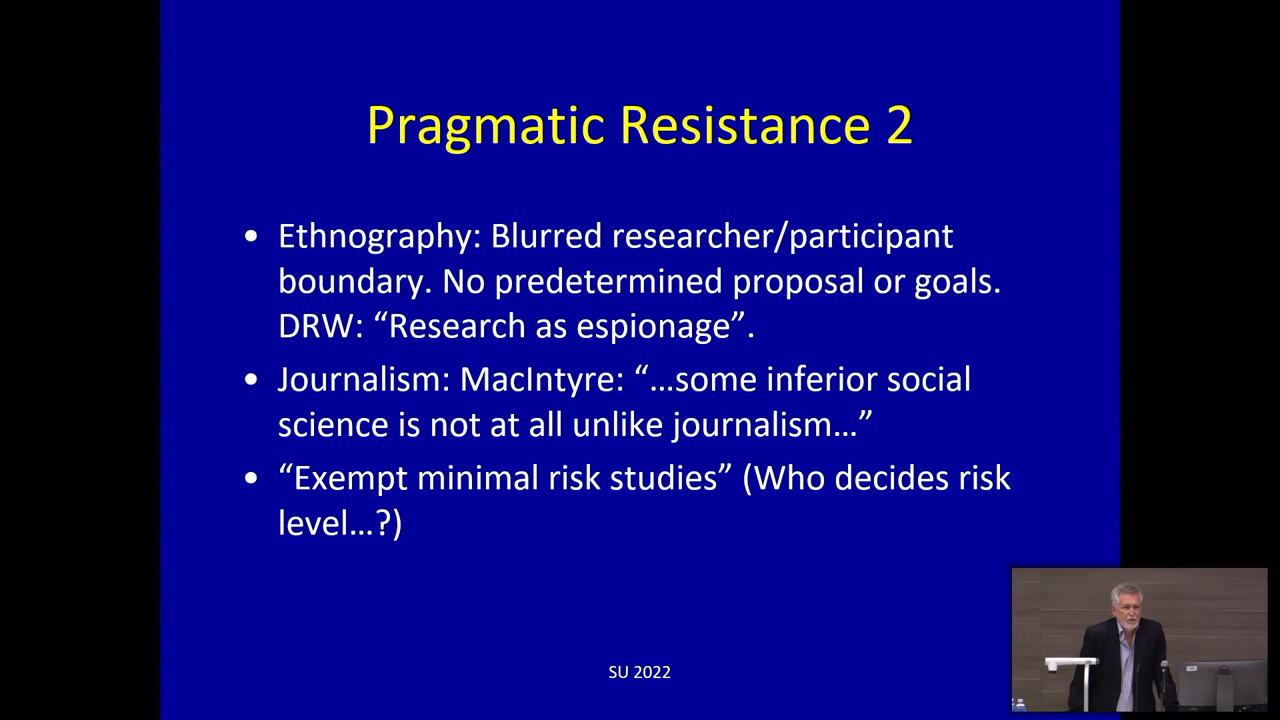 Pragmatic Resistance 2
• Ethnography: Blurred researcher/participant
boundary. No predetermined proposal or goals.
DRW: “Research as espionage”.
• Journalism: MacIntyre: “…some inferior social
science is not at all unlike journalism…”
• “Exempt minimal risk studies” (Who decides risk
level…?)
SU 2022